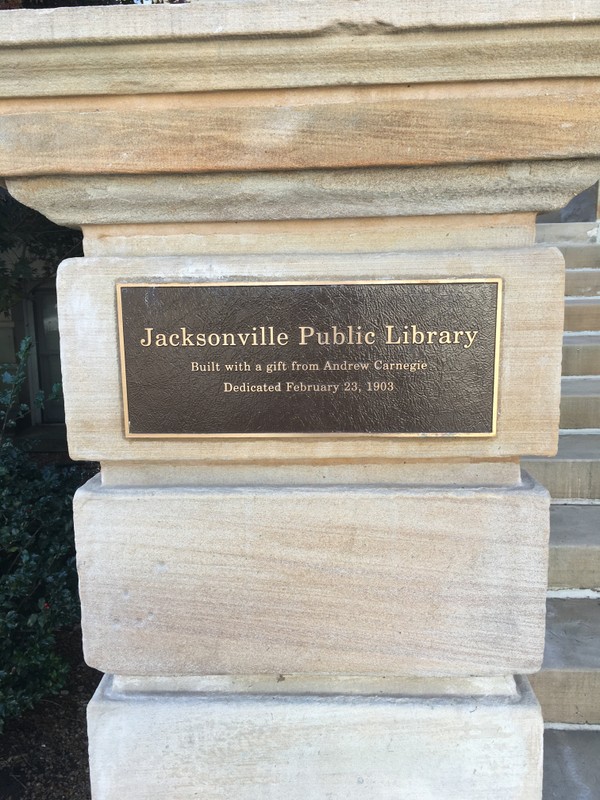 Jacksonville Public Library
Built with a gift from Andrew Carnegie
Dedicated February 23, 1903